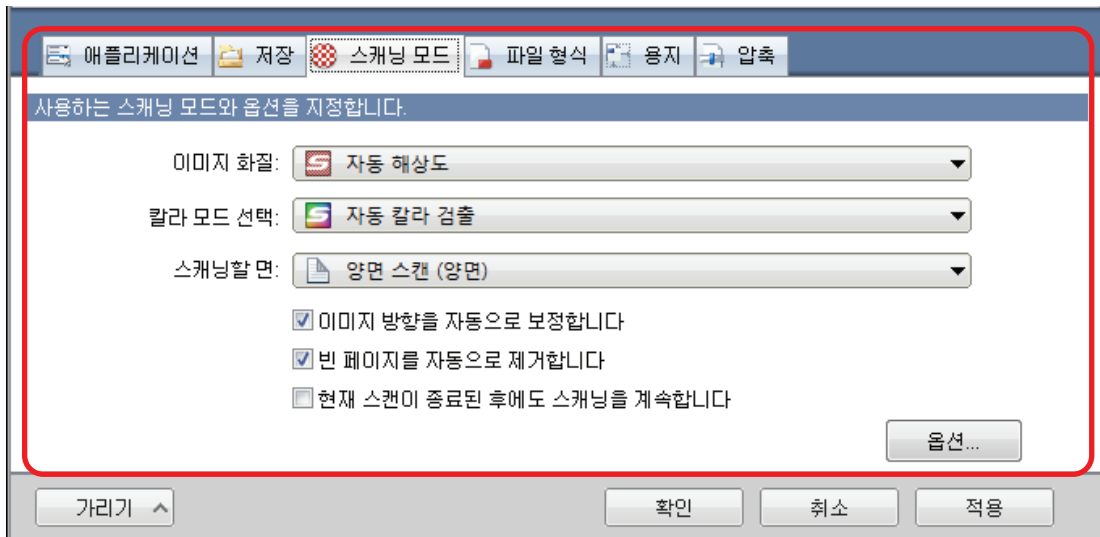 애플리케이션 저장 스캐닝 모드 파일 형식 용지 압축
사용하는 스캐닝 모드와 옵션을 지정합니다.
이미지 화질: 자동 해상도
칼라 모드 선택: 자동 칼라 검출
스캐닝할 면: 양면 스캔 (양면)
이미지 방향을 자동으로 보정합니다
빈 페이지를 자동으로 제거합니다
현재 스캔이 종료된 후에도 스캐닝을 계속합니다
옵션...
가리기 확인 취소 적용